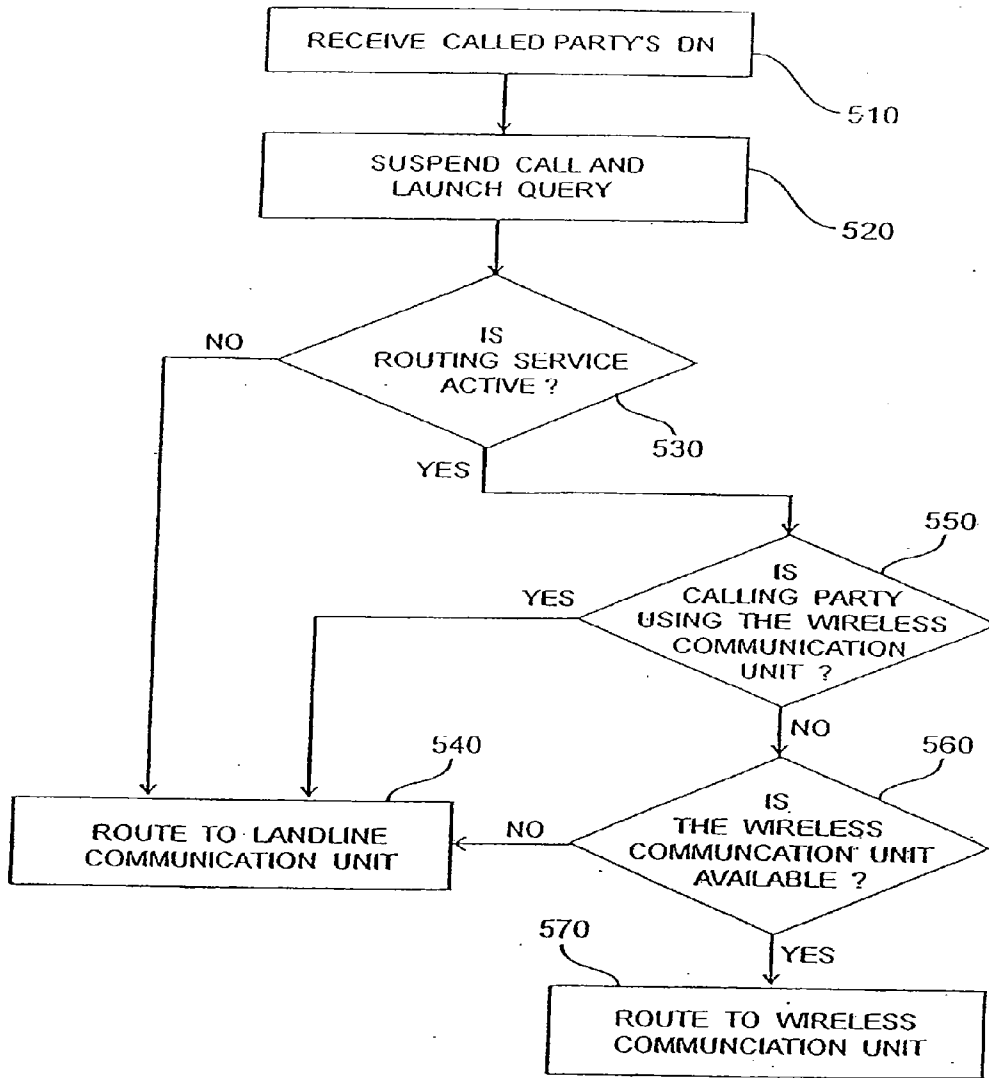 RECEIVE CALLED PARTY'S DN
510
SUSPEND CALL AND
LAUNCH QUERY
520
IS
ROUTING SERVICE
ACTIVE ?
NO
530
YES
550
IS
CALLING PARTY
USING THE WIRELESS
COMMUNICATION
UNIT ?
YES
NO
540
560
ROUTE TO LANDLINE
COMMUNICATION UNIT
NO
IS
THE WIRELESS
COMMUNCATION UNIT
AVAILABLE ?
570
YES
ROUTE TO WIRELESS
COMMUNCIATION UNIT